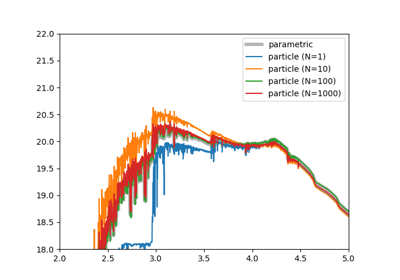 22.0
21.5
21.0
20.5
20.0
19.5
19.0
18.5
18.0
2.0 2.5 3.0 3.5 4.0 4.5 5.0
parametric
particle (N=1)
particle (N=10)
particle (N=100)
particle (N=1000)